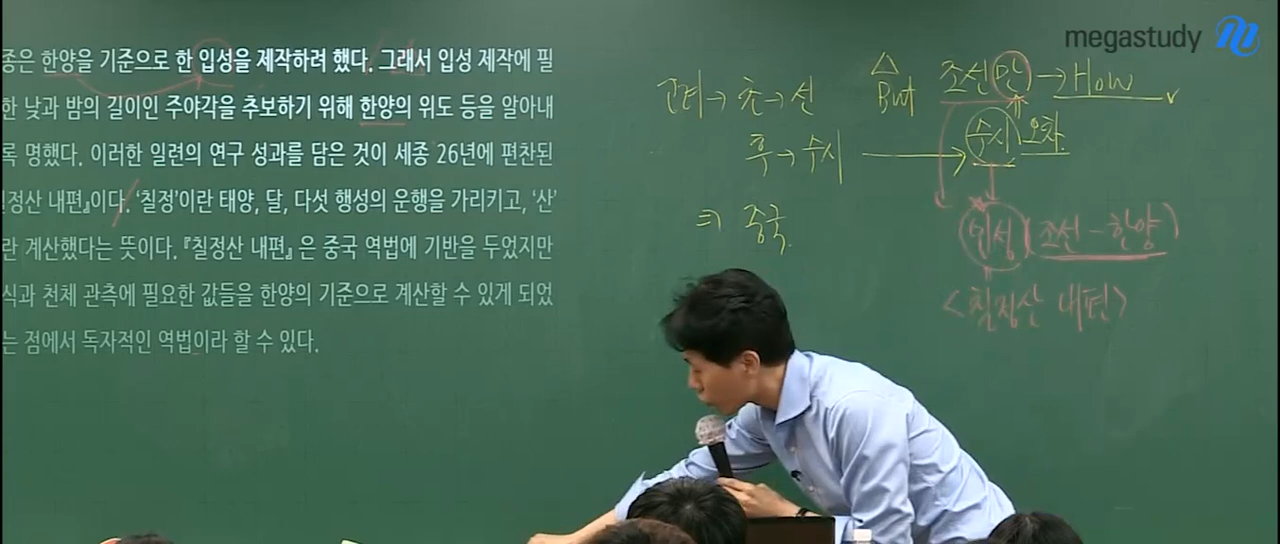 megastudy
종은 한양을 기준으로 한 입성을 제작하려 했다. 그래서 입성 제작에 필
한 낮과 밤의 길이인 주야각을 추보하기 위해 한양의 위도 등을 알아내
록 명했다. 이러한 일련의 연구 성과를 담은 것이 세종 26년에 편찬된
정산 내편』이다. ‘칠정’이란 태양, 달, 다섯 행성의 운행을 가리키고, ‘산’
란 계산했다는 뜻이다. 『칠정산 내편』은 중국 역법에 기반을 두었지만
식과 천체 관측에 필요한 값들을 한양의 기준으로 계산할 수 있게 되었
는 점에서 독자적인 역법이라 할 수 있다.
고려→초→선
But 조선만→How
후→수시 → 수시 오차
⇒ 중국.
입성(조선-한양)
<칠정산 내편>